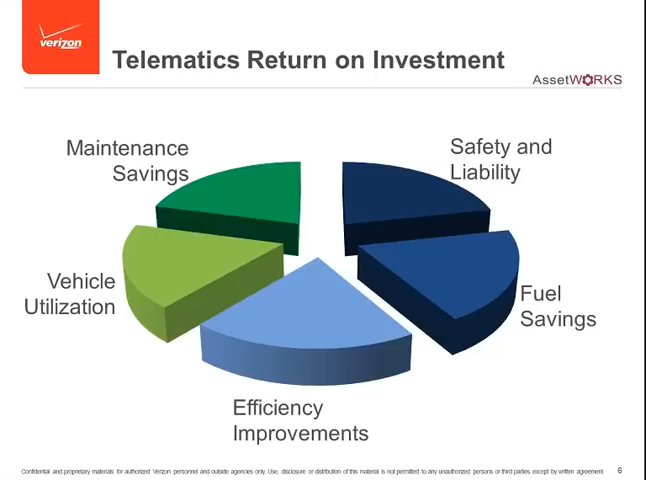 verizon
Telematics Return on Investment
AssetWORKS
Maintenance
Savings
Safety and
Liability
Vehicle
Utilization
Fuel
Savings
Efficiency
Improvements
Confidential and proprietary materials for authorized Verizon personnel and outside agencies only. Use, disclosure or distribution of this material is not permitted to any unauthorized persons or third parties except by written agreement.
6